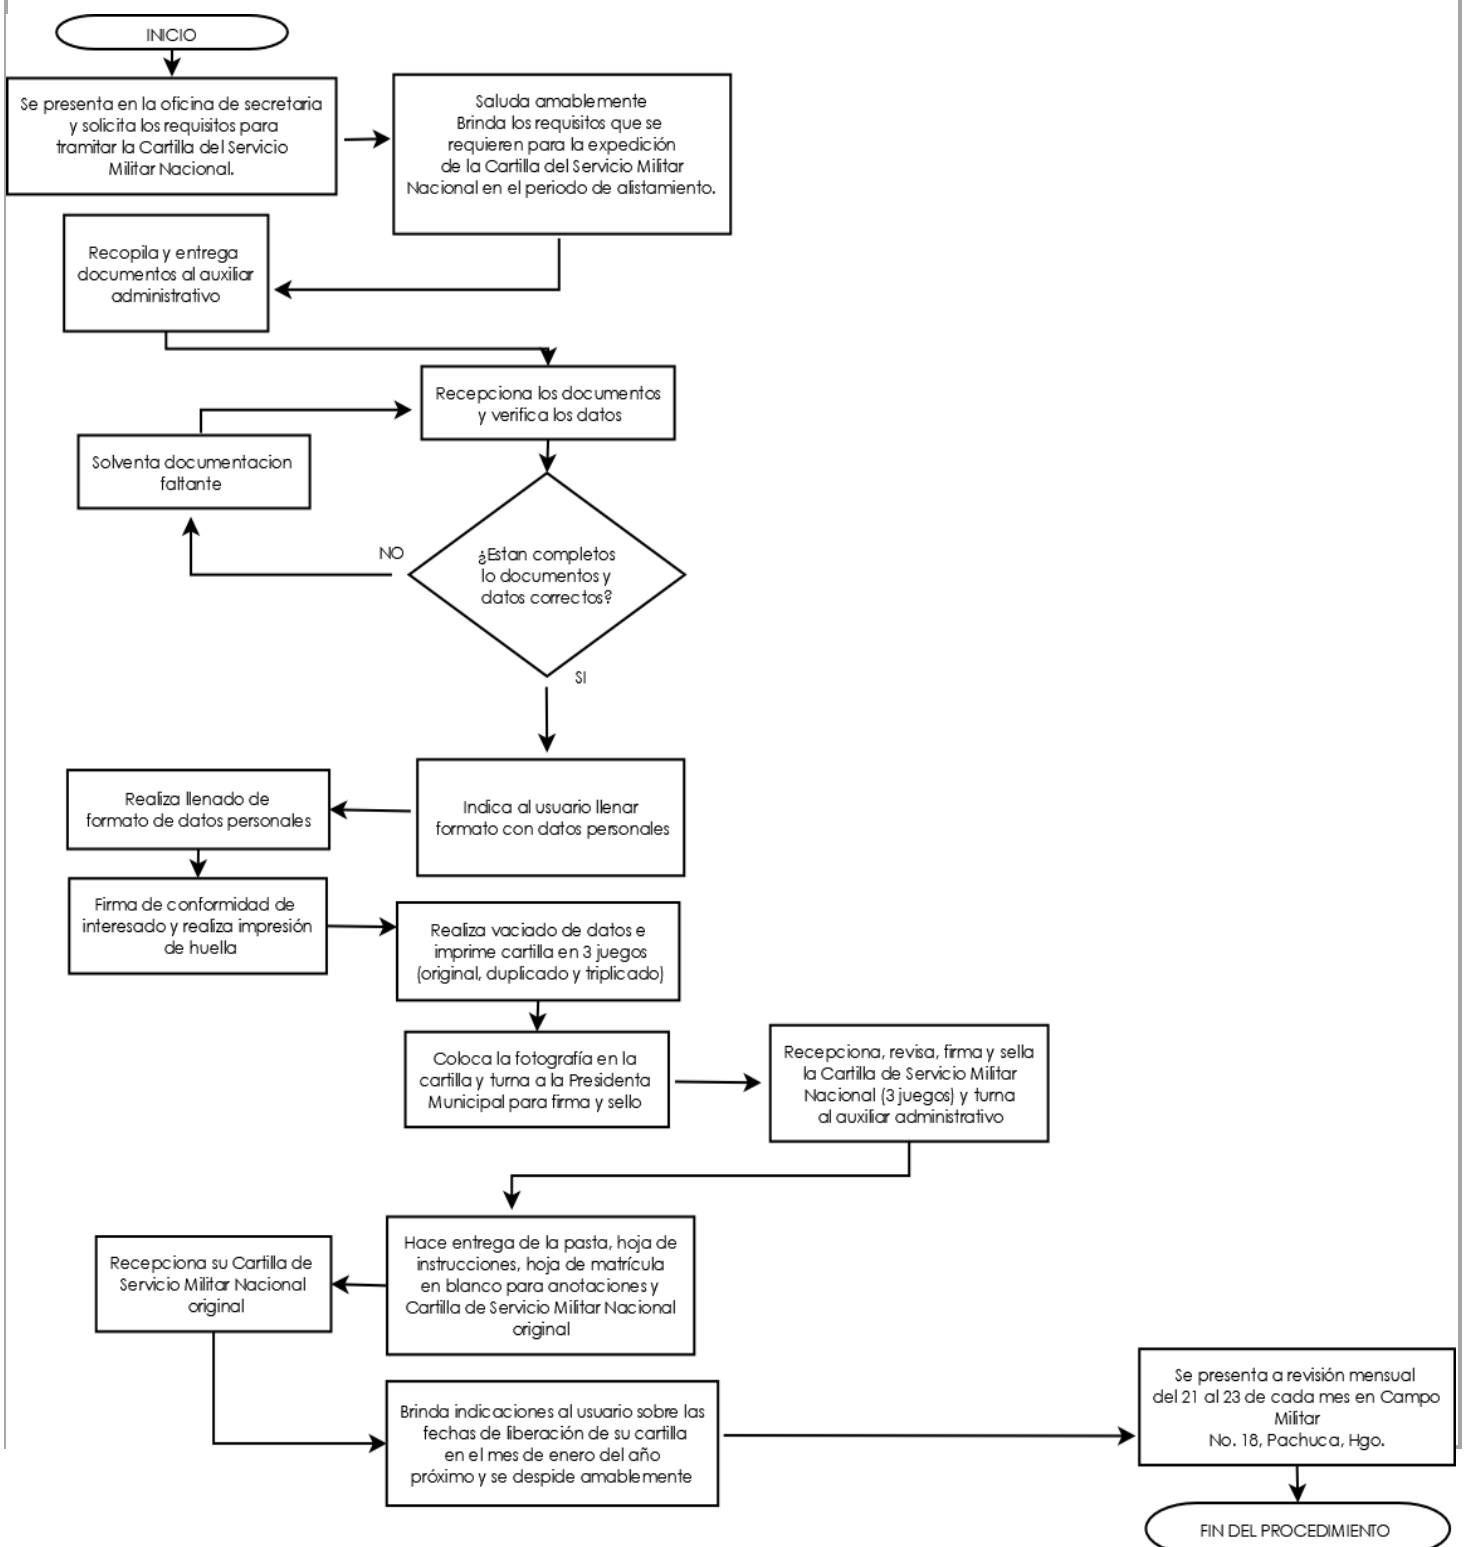 INICIO
Se presenta en la oficina de secretaria
y solicita los requisitos para
tramitar la Cartilla del Servicio
Militar Nacional.
Saluda amablemente
Brinda los requisitos que se
requieren para la expedición
de la Cartilla del Servicio Militar
Nacional en el periodo de alistamiento.
Recopila y entrega
documentos al auxiliar
administrativo
Recepciona los documentos
y verifica los datos
Solventa documentacion
faltante
NO
¿Estan completos
lo documentos y
datos correctos?
SI
Indica al usuario llenar
formato con datos personales
Realiza llenado de
formato de datos personales
Firma de conformidad de
interesado y realiza impresión
de huella
Realiza vaciado de datos e
imprime cartilla en 3 juegos
(original, duplicado y triplicado)
Coloca la fotografía en la
cartilla y turna a la Presidenta
Municipal para firma y sello
Recepciona, revisa, firma y sella
la Cartilla de Servicio Militar
Nacional (3 juegos) y turna
al auxiliar administrativo
Hace entrega de la pasta, hoja de
instrucciones, hoja de matrícula
en blanco para anotaciones y
Cartilla de Servicio Militar Nacional
original
Recepciona su Cartilla de
Servicio Militar Nacional
original
Brinda indicaciones al usuario sobre las
fechas de liberación de su cartilla
en el mes de enero del año
próximo y se despide amablemente
Se presenta a revisión mensual
del 21 al 23 de cada mes en Campo
Militar
No. 18, Pachuca, Hgo.
FIN DEL PROCEDIMIENTO